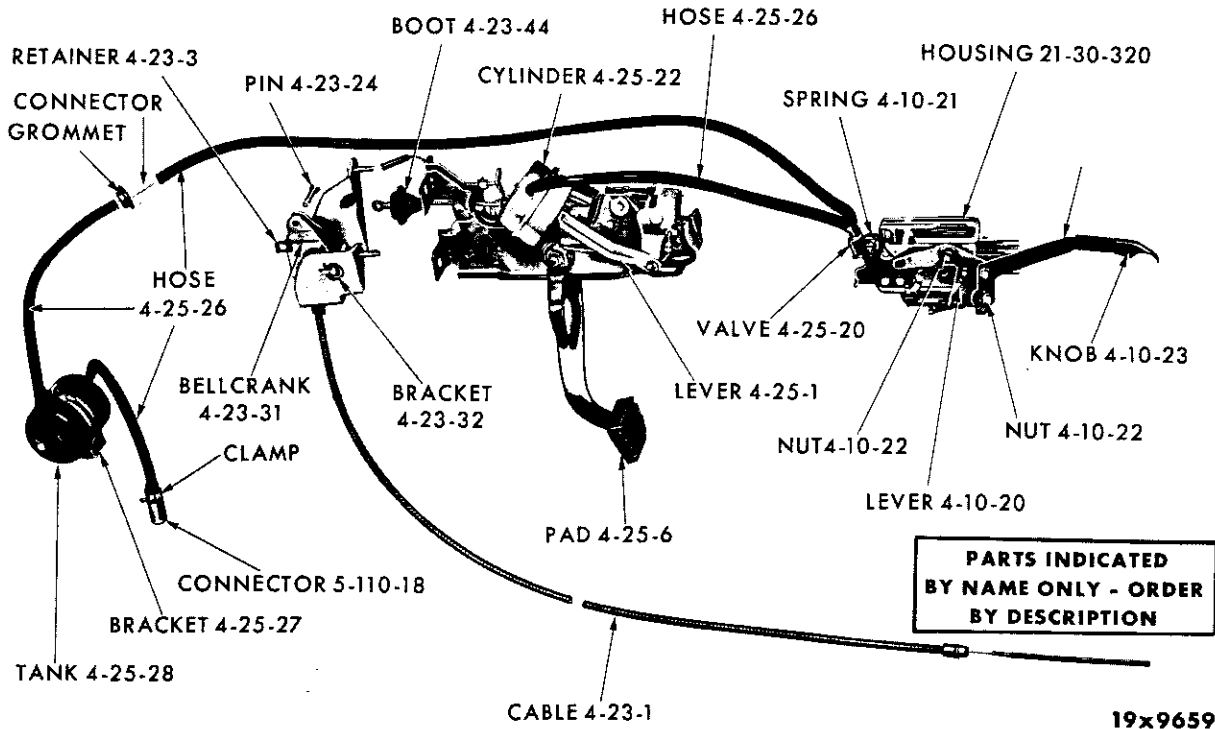 BOOT 4-23-44
HOSE 4-25-26
RETAINER 4-23-3
PIN 4-23-24
CYLINDER 4-25-22
HOUSING 21-30-320
CONNECTOR
GROMMET
SPRING 4-10-21
HOSE
4-25-26
VALVE 4-25-20
KNOB 4-10-23
BELLCRANK
4-23-31
BRACKET
4-23-32
LEVER 4-25-1
NUT4-10-22
NUT 4-10-22
CLAMP
LEVER 4-10-20
PAD 4-25-6
CONNECTOR 5-110-18
BRACKET 4-25-27
TANK 4-25-28
PARTS INDICATED
BY NAME ONLY - ORDER
BY DESCRIPTION
CABLE 4-23-1
19x9659